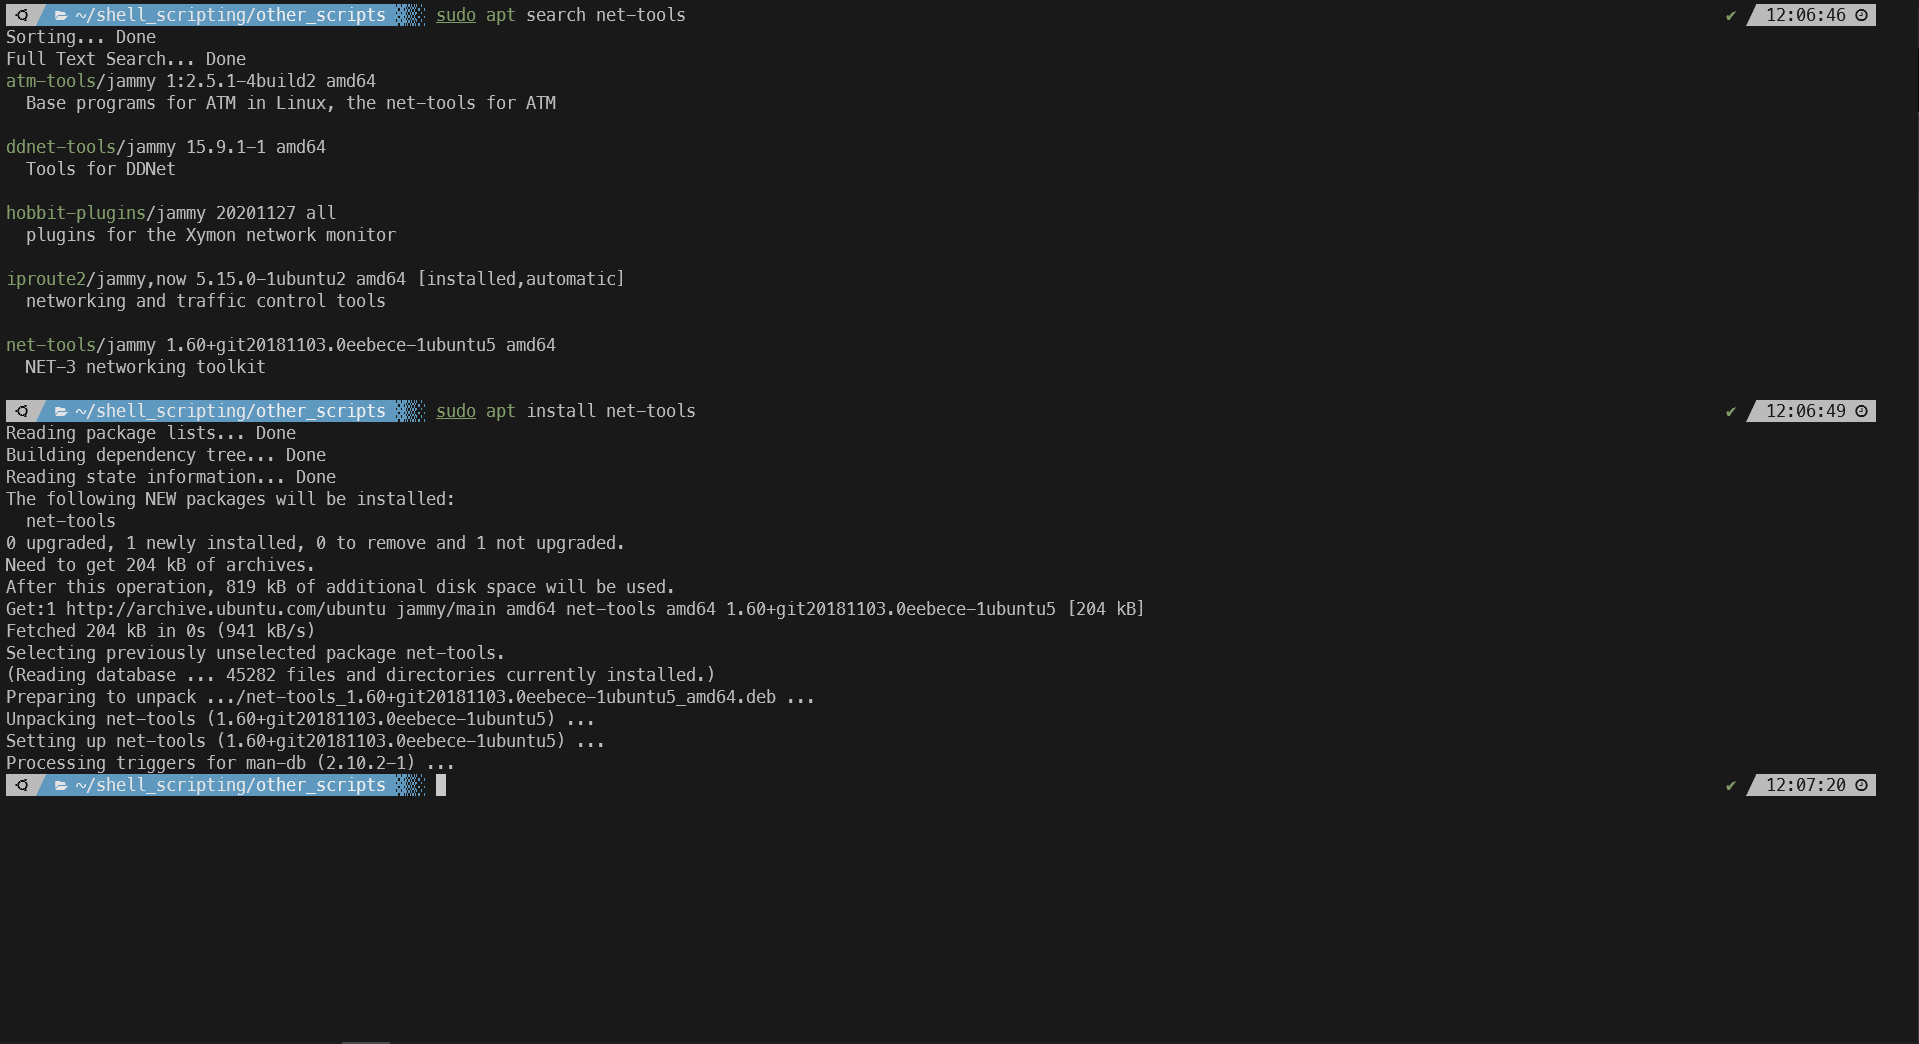 ~/shell_scripting/other_scripts sudo apt search net-tools ✔ 12:06:46
Sorting... Done
Full Text Search... Done
atm-tools/jammy 1:2.5.1-4build2 amd64
  Base programs for ATM in Linux, the net-tools for ATM

ddnet-tools/jammy 15.9.1-1 amd64
  Tools for DDNet

hobbit-plugins/jammy 20201127 all
  plugins for the Xymon network monitor

iproute2/jammy,now 5.15.0-1ubuntu2 amd64 [installed,automatic]
  networking and traffic control tools

net-tools/jammy 1.60+git20181103.0eebece-1ubuntu5 amd64
  NET-3 networking toolkit

~/shell_scripting/other_scripts sudo apt install net-tools ✔ 12:06:49
Reading package lists... Done
Building dependency tree... Done
Reading state information... Done
The following NEW packages will be installed:
  net-tools
0 upgraded, 1 newly installed, 0 to remove and 1 not upgraded.
Need to get 204 kB of archives.
After this operation, 819 kB of additional disk space will be used.
Get:1 http://archive.ubuntu.com/ubuntu jammy/main amd64 net-tools amd64 1.60+git20181103.0eebece-1ubuntu5 [204 kB]
Fetched 204 kB in 0s (941 kB/s)
Selecting previously unselected package net-tools.
(Reading database ... 45282 files and directories currently installed.)
Preparing to unpack .../net-tools_1.60+git20181103.0eebece-1ubuntu5_amd64.deb ...
Unpacking net-tools (1.60+git20181103.0eebece-1ubuntu5) ...
Setting up net-tools (1.60+git20181103.0eebece-1ubuntu5) ...
Processing triggers for man-db (2.10.2-1) ...
~/shell_scripting/other_scripts ✔ 12:07:20